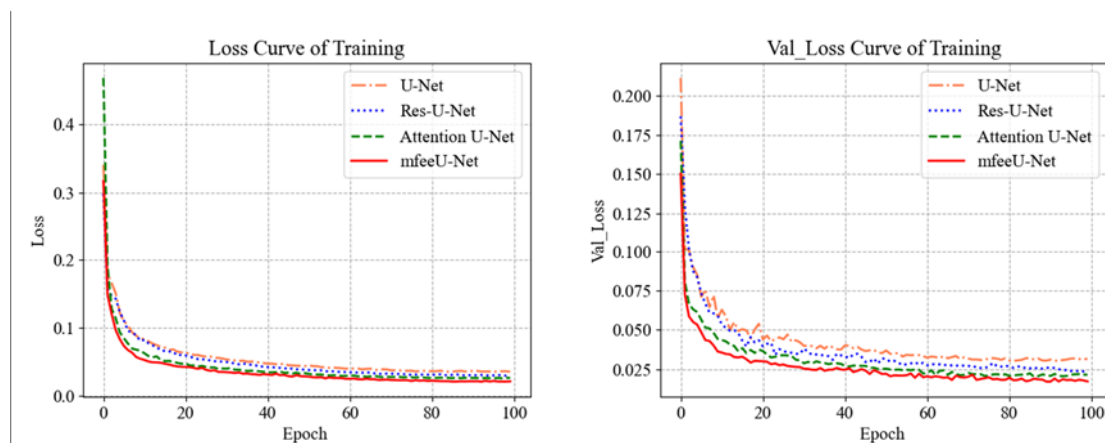 Loss Curve of Training
U-Net
Res-U-Net
Attention U-Net
mfeeU-Net
Loss
0.4
0.3
0.2
0.1
0.0
0
20
40
60
80
100
Epoch
Val_Loss Curve of Training
U-Net
Res-U-Net
Attention U-Net
mfeeU-Net
Val_Loss
0.200
0.175
0.150
0.125
0.100
0.075
0.050
0.025
0
20
40
60
80
100
Epoch